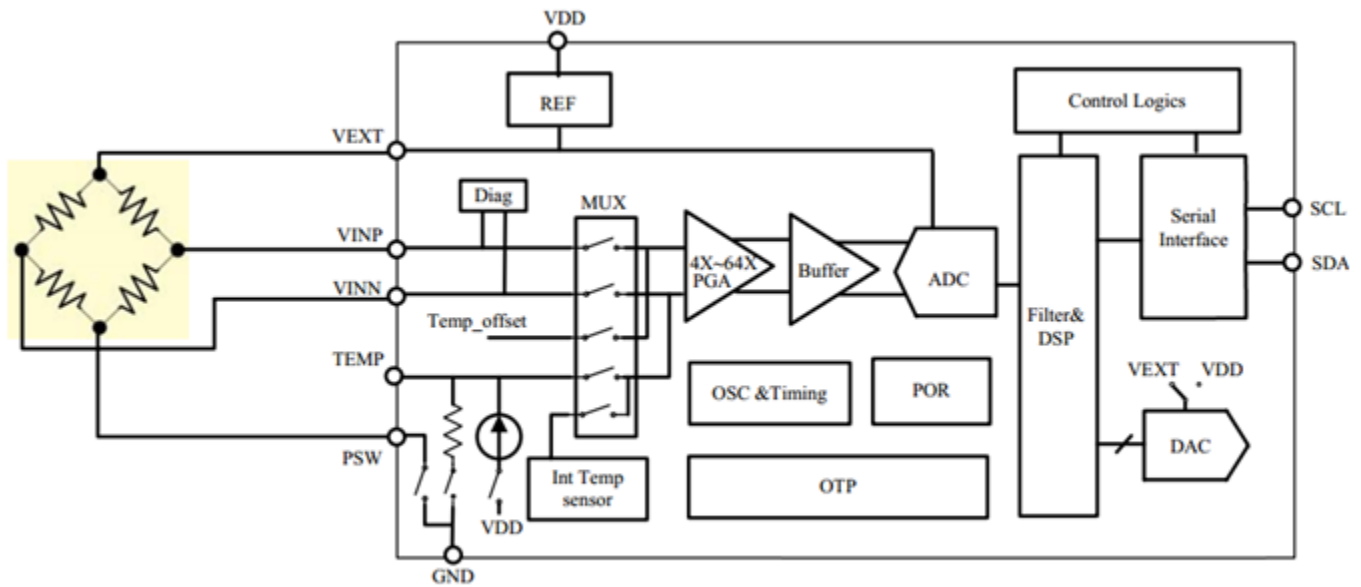 VDD
REF
Control Logics
VEXT
Diag
MUX
VINP
4X~64X
PGA
Buffer
ADC
Serial
Interface
SCL
SDA
VINN
Temp_offset
Filter&
DSP
TEMP
OSC &Timing
POR
VEXT VDD
DAC
PSW
Int Temp
sensor
OTP
VDD
GND